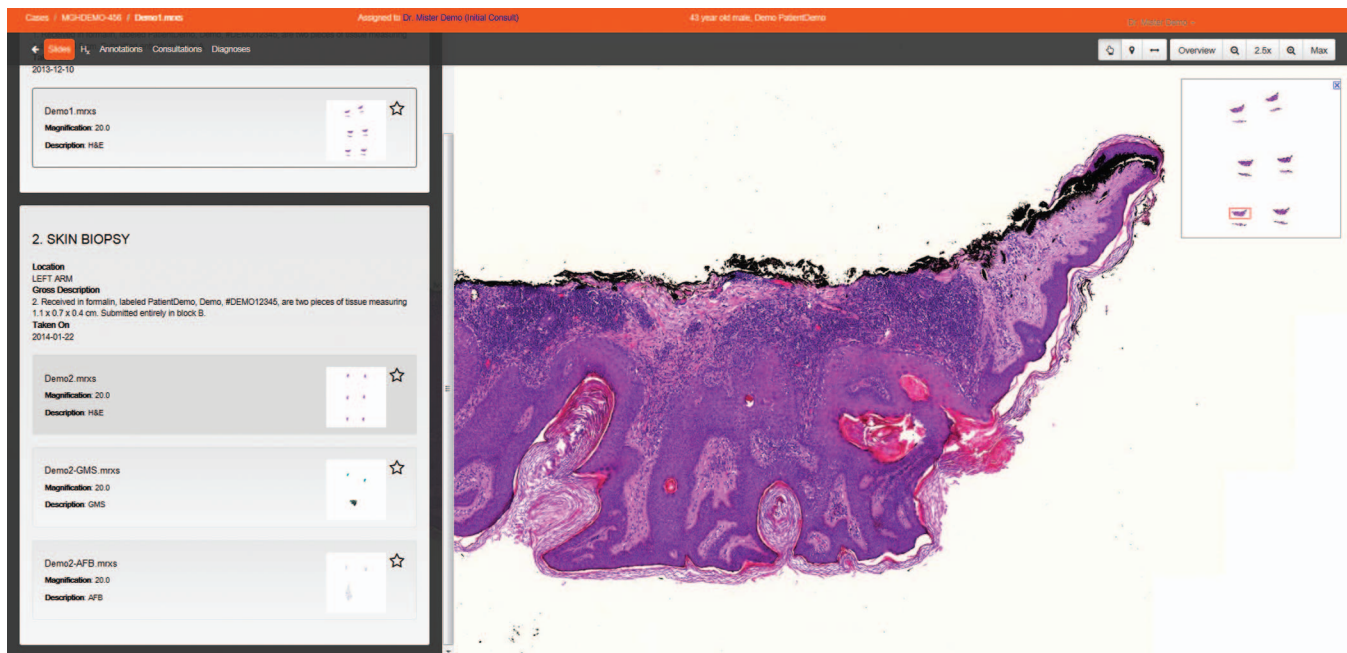 Cases / MGHDEMO-456 / Demo1.mrxs
Assigned to Dr. Mister Demo (Initial Consult)
43 year old male, Demo PatientDemo
Dr. Mister Demo
Slides Hx Annotations Consultations Diagnoses
Overview 2.5x Max
2013-12-10
Demo1.mrxs
Magnification: 20.0
Description: H&E
2. SKIN BIOPSY
Location
LEFT ARM
Gross Description
2. Received in formalin, labeled PatientDemo, Demo, #DEMO12345, are two pieces of tissue measuring
1.1 x 0.7 x 0.4 cm. Submitted entirely in block B.
Taken On
2014-01-22
Demo2.mrxs
Magnification: 20.0
Description: H&E
Demo2-GMS.mrxs
Magnification: 20.0
Description: GMS
Demo2-AFB.mrxs
Magnification: 20.0
Description: AFB